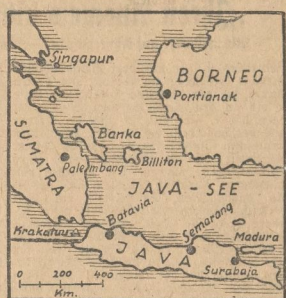 Singapur
BORNEO
Pontianak
SUMATRA
Banka
Palembang
Billiton
JAVA-SEE
Batavia
Semarang
Krakatau
Madura
JAVA
Surabaja
0 200 400
Km.